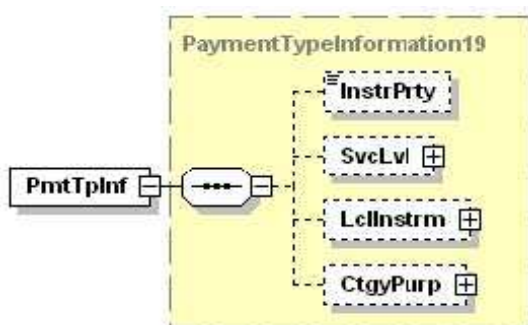 PaymentTypeInformation19
InstrPrty
SvcLvl
PmtTpInf
LclInstrm
CtgyPurp